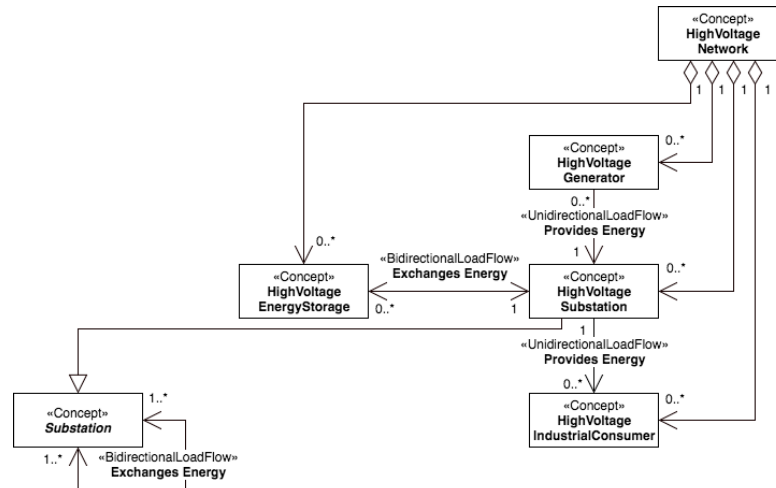 «Concept»
HighVoltage
Network
1
1
1
1
«Concept»
HighVoltage
Generator
0..*
0..*
«UnidirectionalLoadFlow»
Provides Energy
1
0..*
«Concept»
HighVoltage
EnergyStorage
0..*
«BidirectionalLoadFlow»
Exchanges Energy
1
«Concept»
HighVoltage
Substation
0..*
1
«UnidirectionalLoadFlow»
Provides Energy
0..*
«Concept»
HighVoltage
IndustrialConsumer
0..*
«Concept»
Substation
1..*
1..*
«BidirectionalLoadFlow»
Exchanges Energy